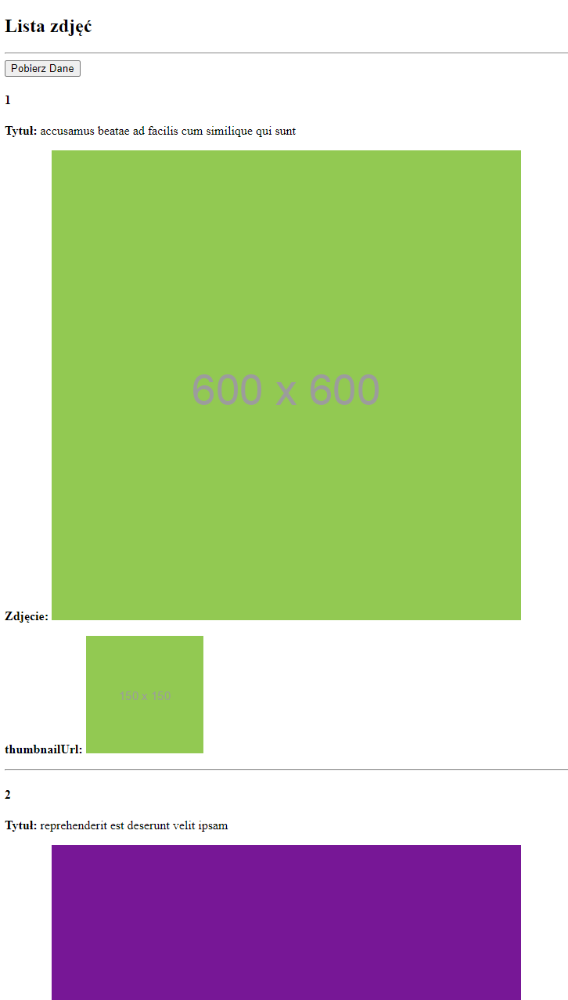 Lista zdjęć
Pobierz Dane
1
Tytuł: accusamus beatae ad facilis cum similique qui sunt
600 x 600
Zdjęcie:
150 x 150
thumbnailUrl:
2
Tytuł: reprehenderit est deserunt velit ipsam